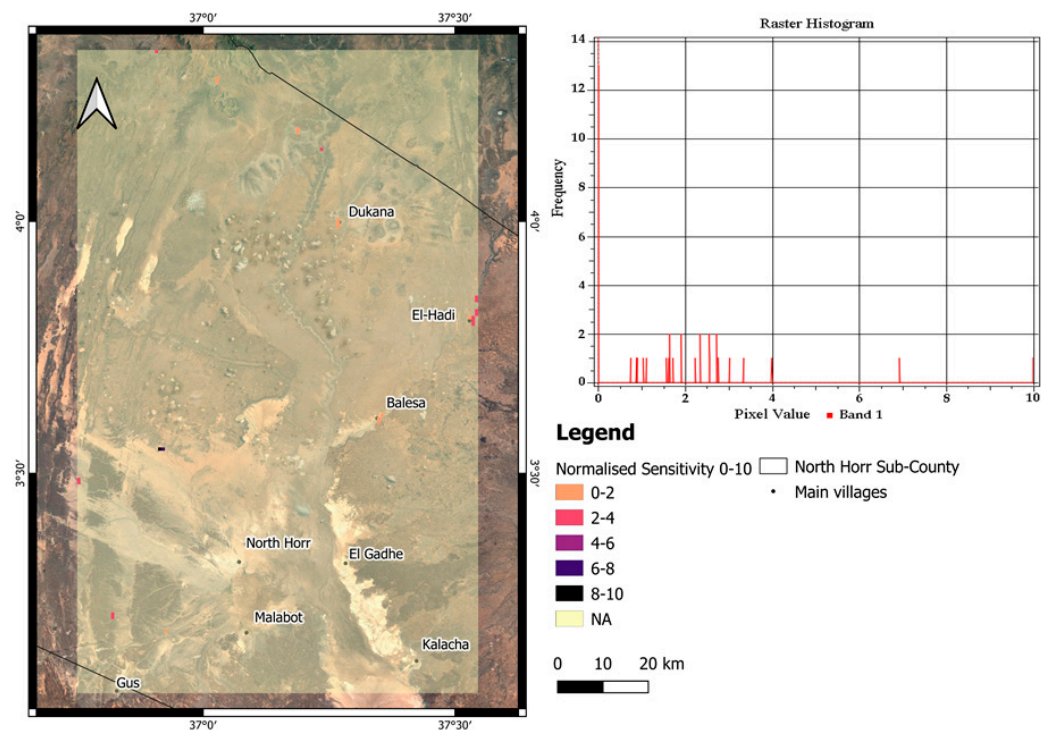 37°0'
37°30'
4°0'
4°0'
3°30'
3°30'
Dukana
El-Hadi
Balesa
North Horr
El Gadhe
Malabot
Kalacha
Gus
37°0'
37°30'
Raster Histogram
Frequency
14
12
10
8
6
4
2
0
0
2
4
6
8
10
Pixel Value
Band 1
Legend
Normalised Sensitivity 0-10
0-2
2-4
4-6
6-8
8-10
NA
North Horr Sub-County
Main villages
0 10 20 km